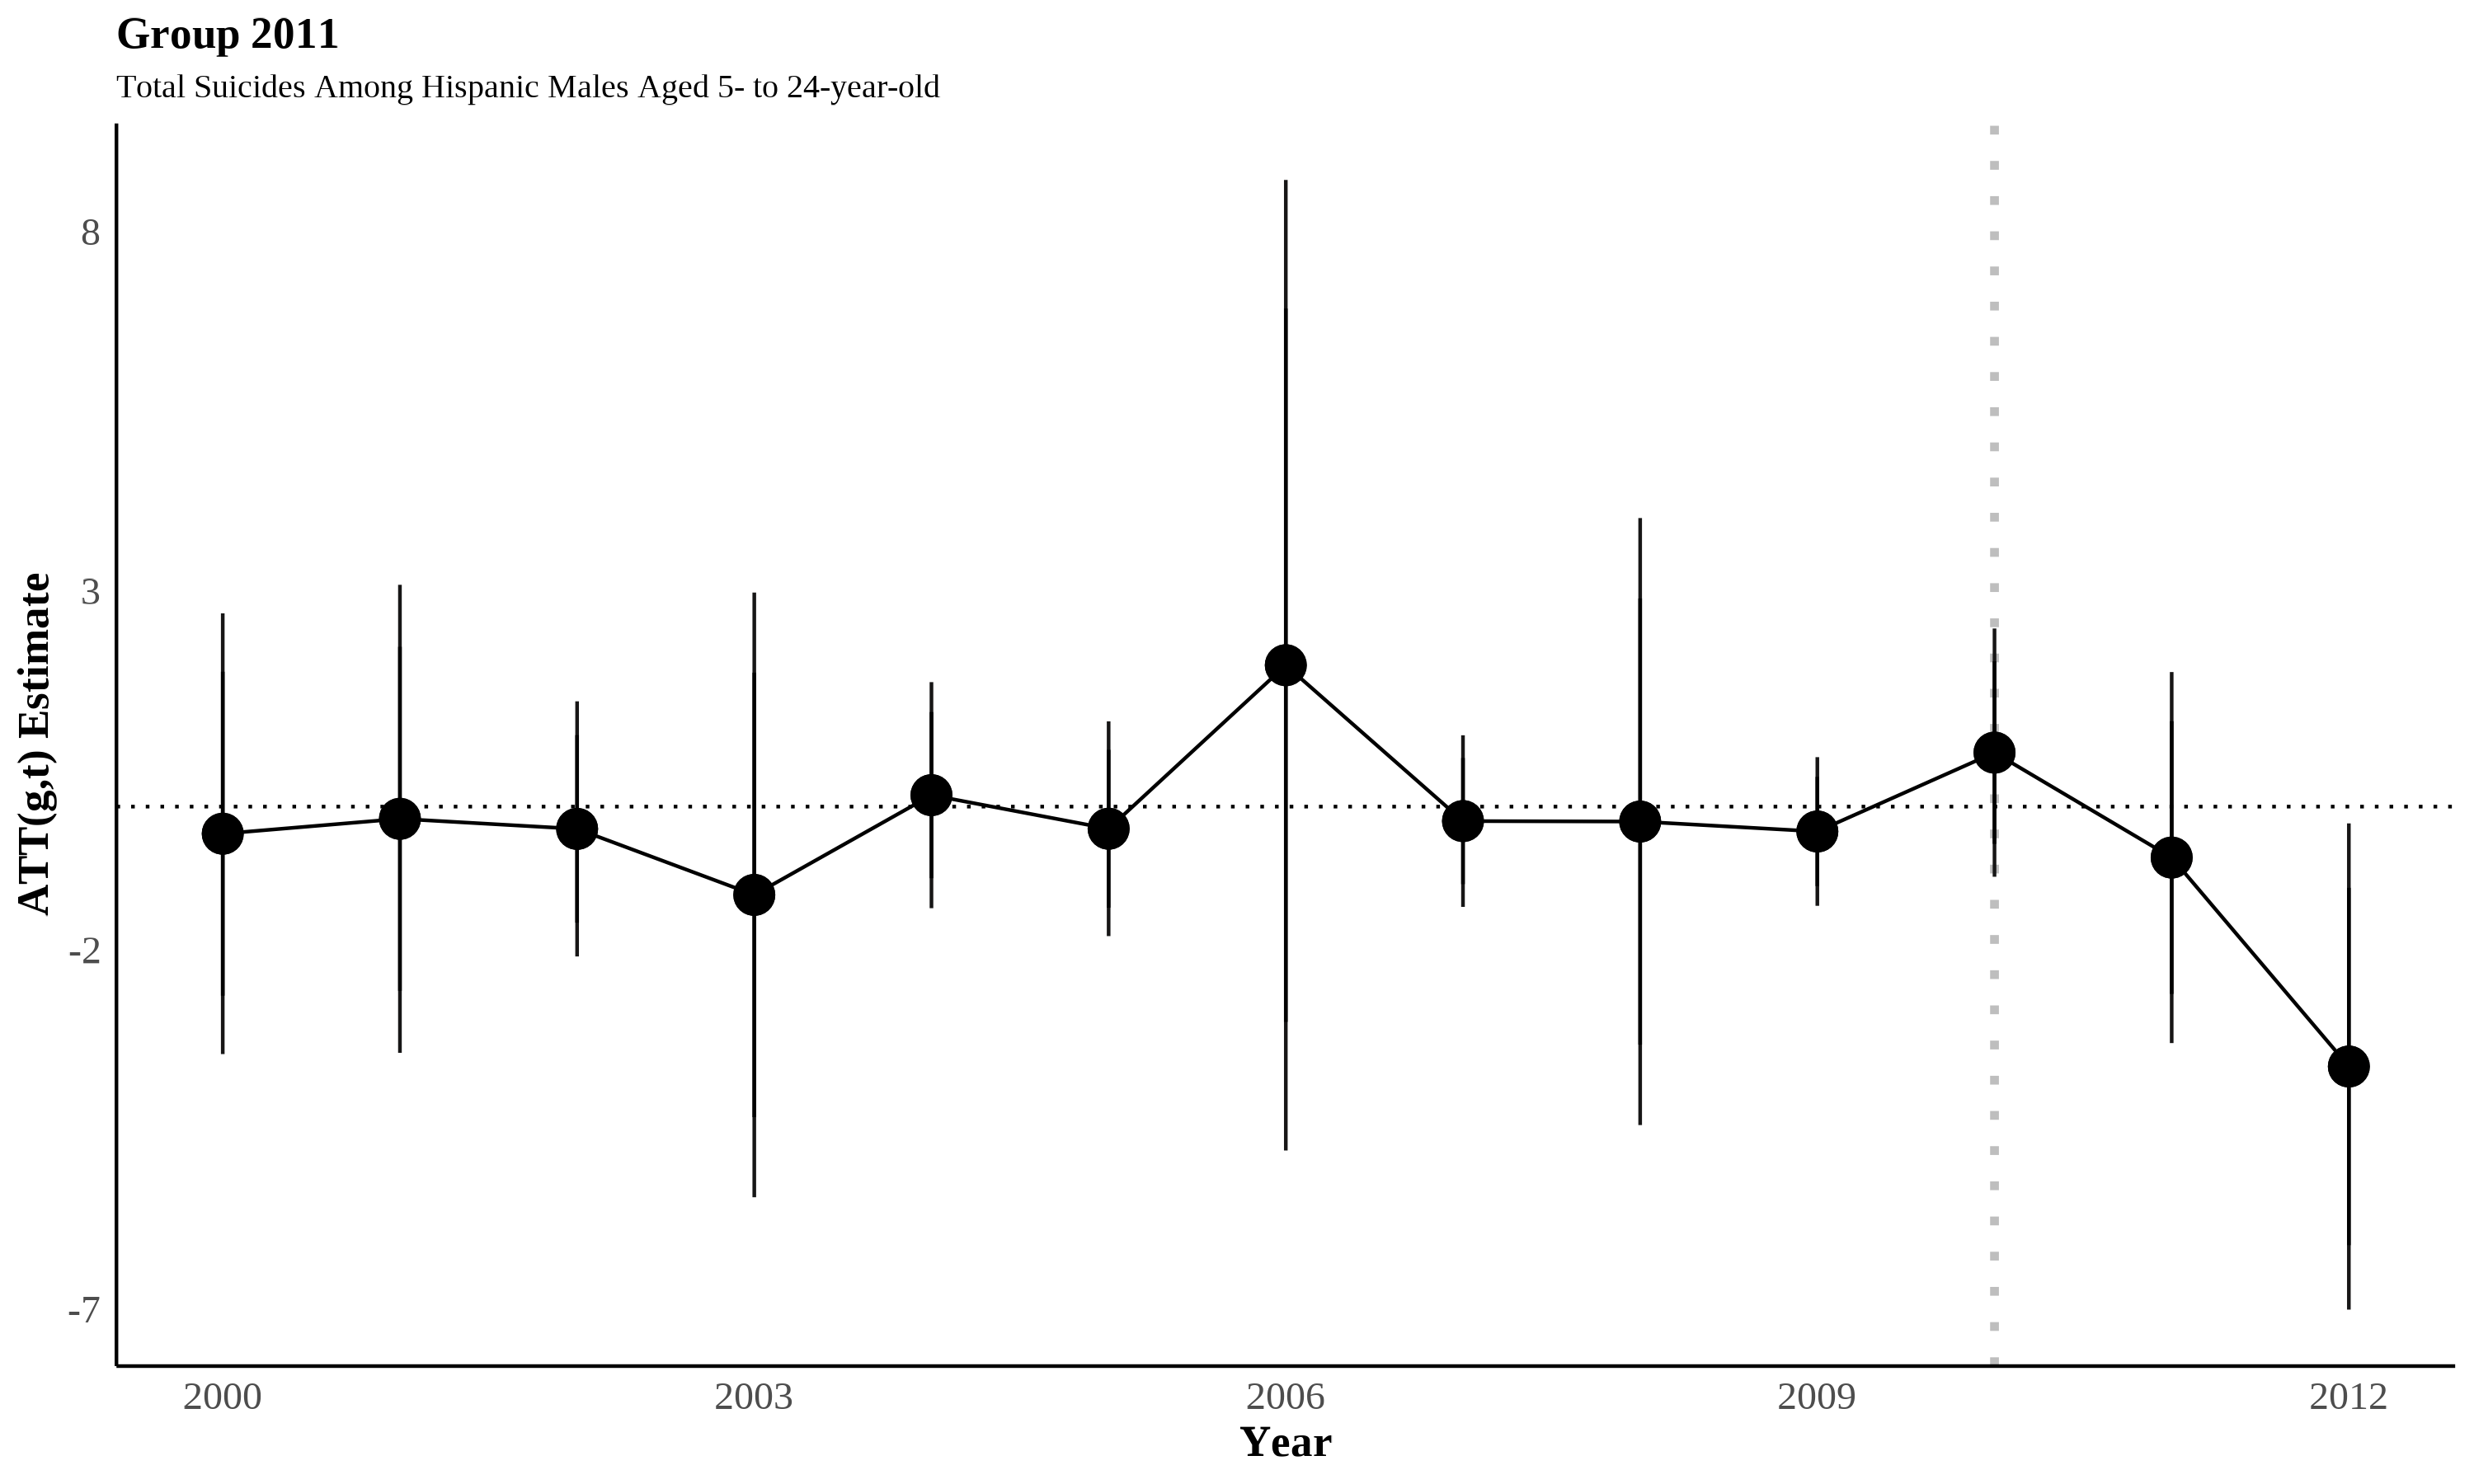 Group 2011
Total Suicides Among Hispanic Males Aged 5- to 24-year-old
ATT(g,t) Estimate
8
3
-2
-7
2000 2003 2006 2009 2012
Year